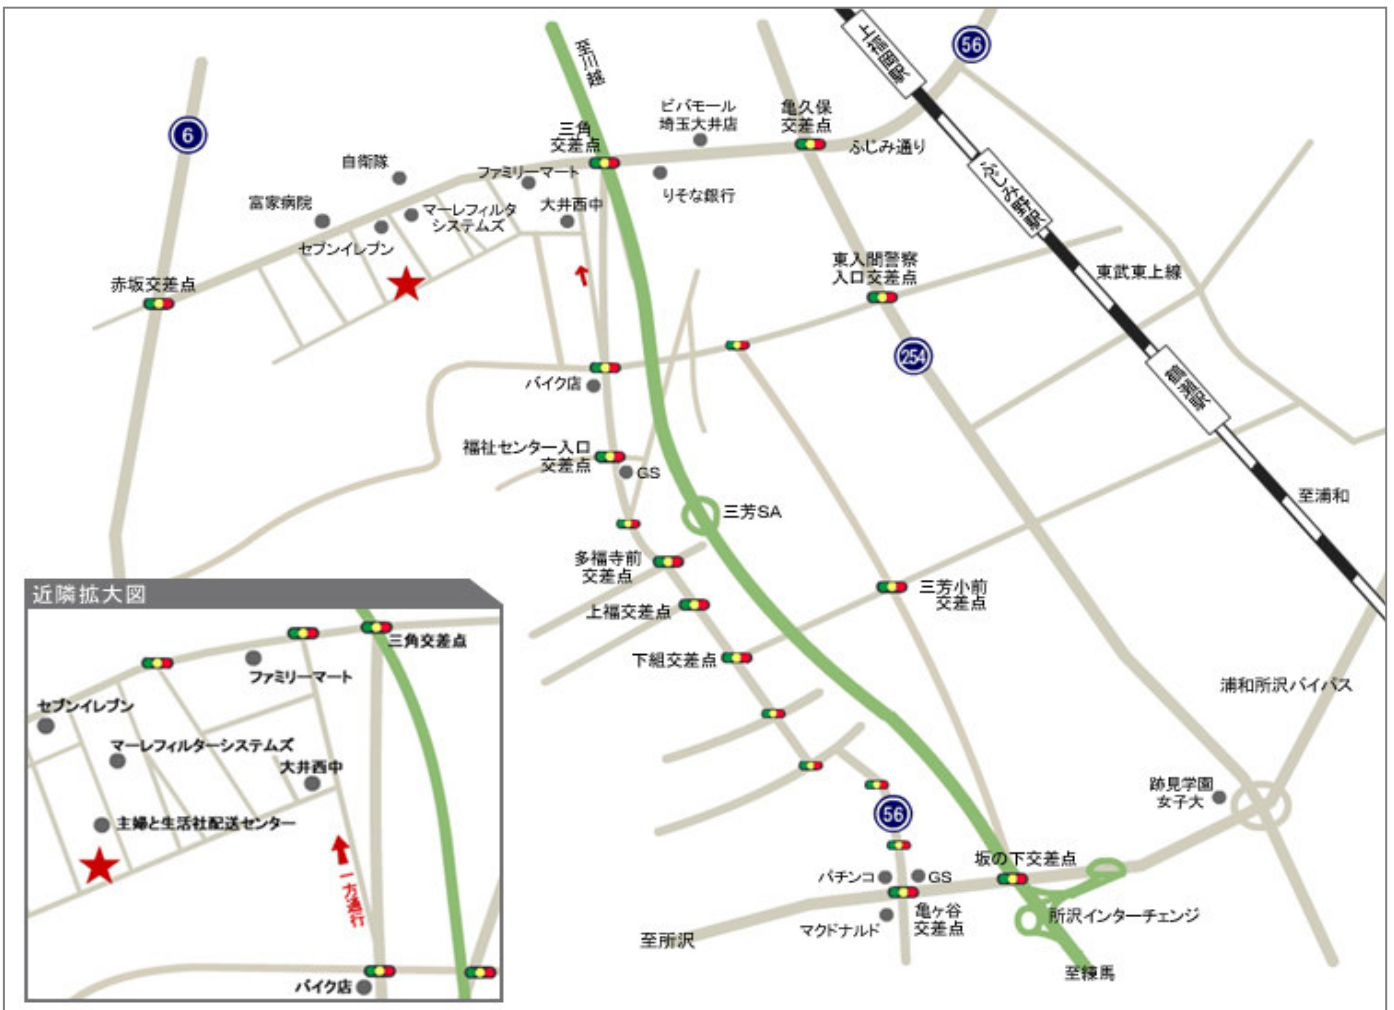 至川越
上福岡駅
56
ビバモール
埼玉大井店
亀久保
交差点
三角
交差点
6
ふじみ通り
自衛隊
ファミリーマート
りそな銀行
ふじみ野駅
富家病院
マーレフィルタ
システムズ
大井西中
セブンイレブン
東入間警察
入口交差点
東武東上線
赤坂交差点
254
バイク店
鶴瀬駅
福祉センター入口
交差点
GS
至浦和
三芳SA
多福寺前
交差点
三芳小前
交差点
上福交差点
下組交差点
浦和所沢バイパス
跡見学園
女子大
56
坂の下交差点
パチンコ
GS
亀ヶ谷
交差点
マクドナルド
所沢インターチェンジ
至所沢
至練馬
近隣拡大図
三角交差点
ファミリーマート
セブンイレブン
マーレフィルターシステムズ
大井西中
主婦と生活社配送センター
一方通行
バイク店